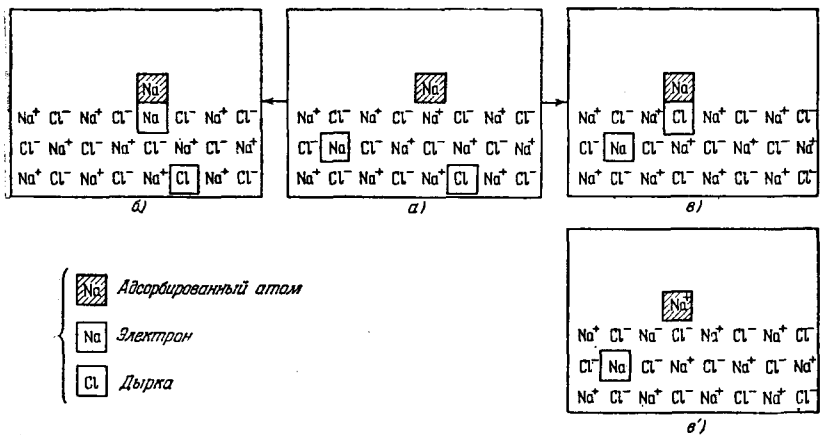 Na
Na⁺ Cl⁻ Na⁺ Cl⁻ Na Cl⁻ Na⁺ Cl⁻
Cl⁻ Na⁺ Cl⁻ Na⁺ Cl⁻ Na⁺ Cl⁻ Na⁺
Na⁺ Cl⁻ Na⁺ Cl⁻ Na⁺ Cl Na⁺ Cl⁻
б)
Na
Na⁺ Cl⁻ Na⁺ Cl⁻ Na⁺ Cl⁻ Na⁺ Cl⁻
Cl⁻ Na Cl⁻ Na⁺ Cl⁻ Na⁺ Cl⁻ Na⁺
Na⁺ Cl⁻ Na⁺ Cl⁻ Na⁺ Cl Na⁺ Cl⁻
а)
Na
Na⁺ Cl⁻ Na⁺ Cl Na⁺ Cl⁻ Na⁺ Cl⁻
Cl⁻ Na Cl⁻ Na⁺ Cl⁻ Na⁺ Cl⁻ Na⁺
Na⁺ Cl⁻ Na⁺ Cl⁻ Na⁺ Cl⁻ Na⁺ Cl⁻
в)
Na Адсорбированный атом
Na Электрон
Cl Дырка
Na⁺
Na⁺ Cl⁻ Na⁻ Cl⁻ Na⁺ Cl⁻ Na⁺ Cl⁻
Cl⁻ Na Cl⁻ Na⁺ Cl⁻ Na⁺ Cl⁻ Na⁺
Na⁺ Cl⁻ Na⁺ Cl⁻ Na⁺ Cl⁻ Na⁺ Cl⁻
в')